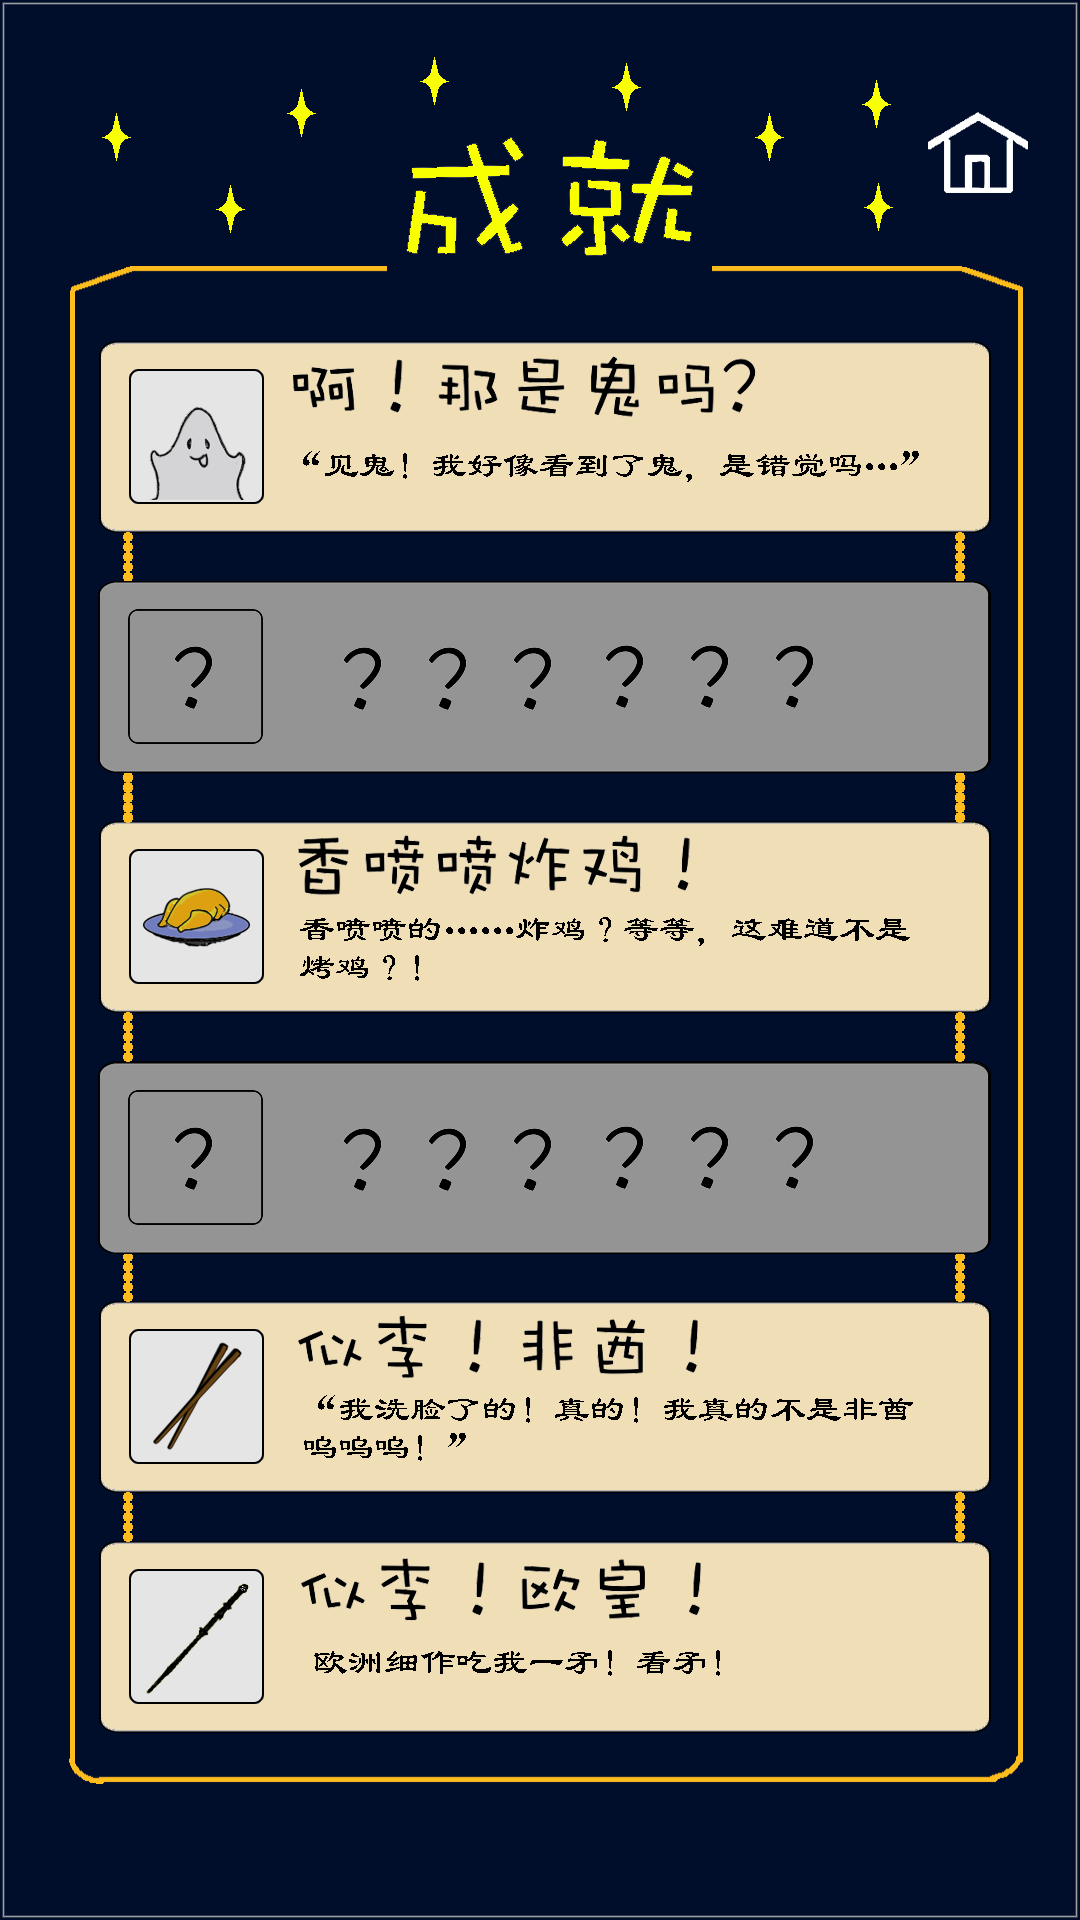 成就
啊！那是鬼吗?
“见鬼！我好像看到了鬼，是错觉吗…”
?
? ? ? ? ? ?
香喷喷炸鸡！
香喷喷的……炸鸡？等等，这难道不是
烤鸡？！
?
? ? ? ? ? ?
似李！非酋！
“我洗脸了的！真的！我真的不是非酋
呜呜呜！”
似李！欧皇！
欧洲细作吃我一矛！看矛！